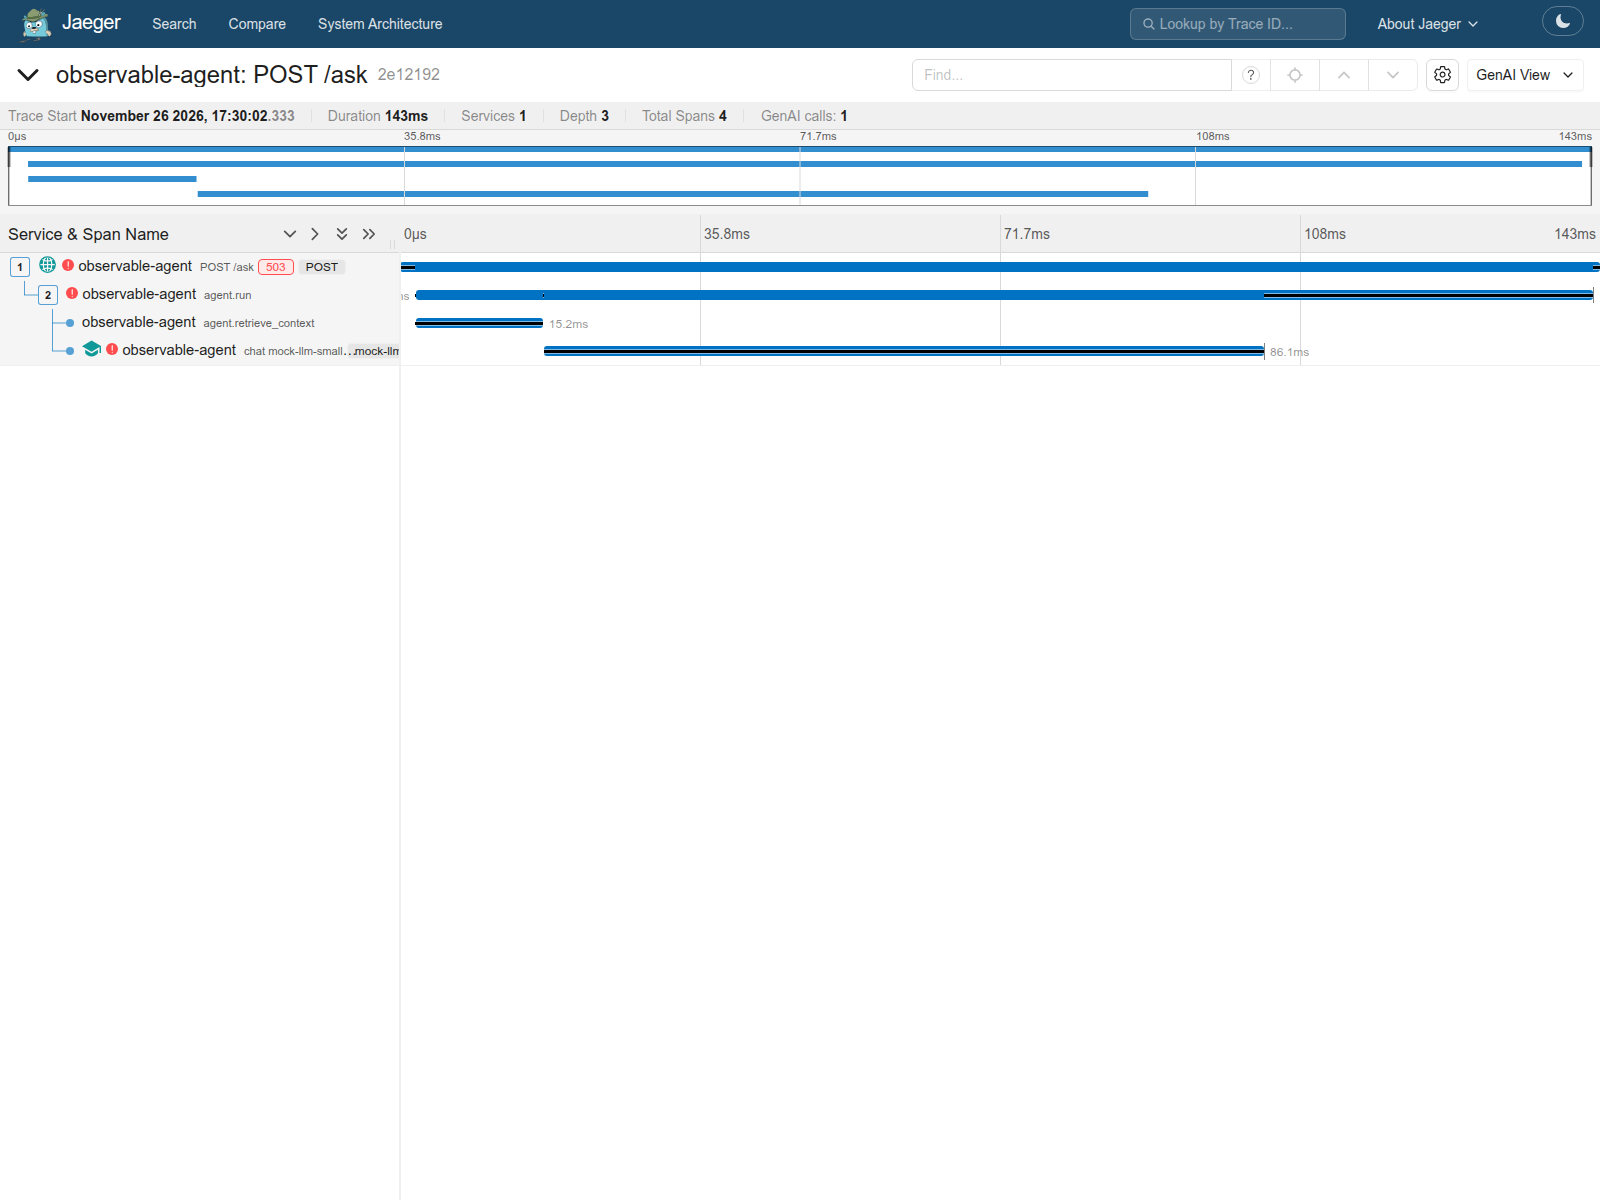 Jaeger Search Compare System Architecture Lookup by Trace ID... About Jaeger
observable-agent: POST /ask 2e12192 Find... ? GenAI View
Trace Start November 26 2026, 17:30:02.333 Duration 143ms Services 1 Depth 3 Total Spans 4 GenAI calls: 1
0μs 35.8ms 71.7ms 108ms 143ms
Service & Span Name 0μs 35.8ms 71.7ms 108ms 143ms
1 observable-agent POST /ask 503 POST
2 observable-agent agent.run
observable-agent agent.retrieve_context 15.2ms
observable-agent chat mock-llm-small... mock-llm 86.1ms